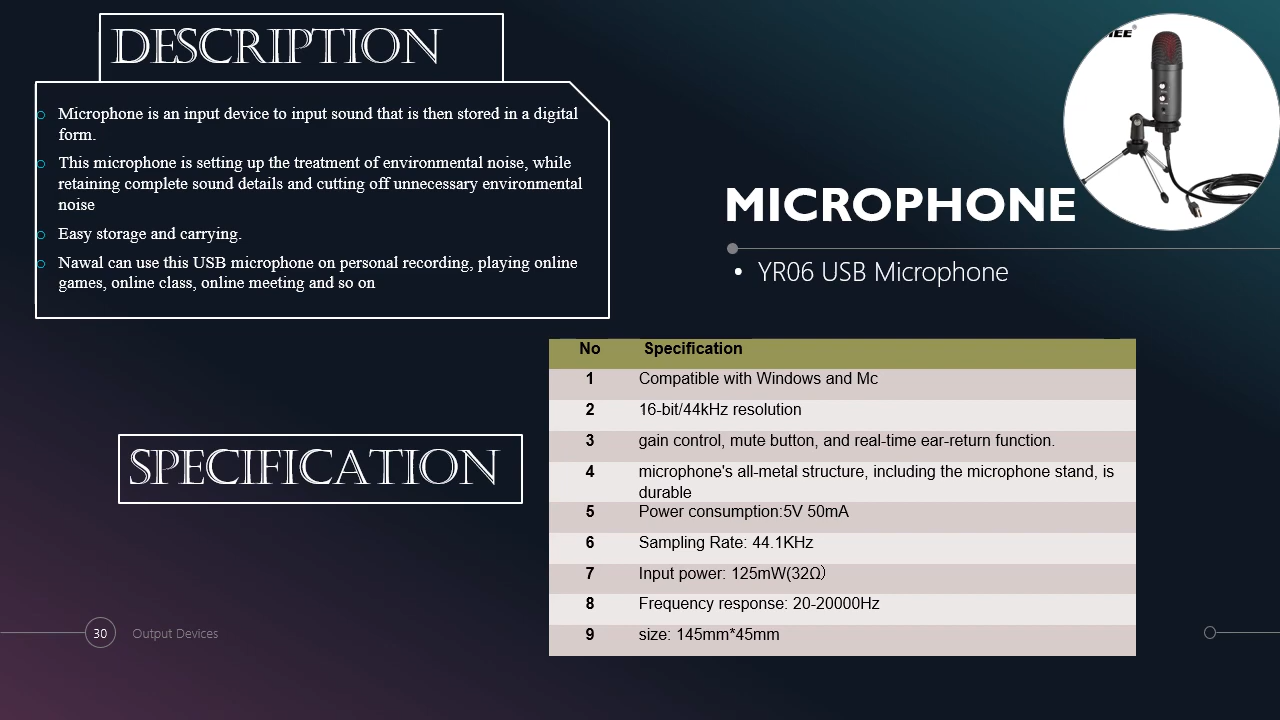 DESCRIPTION
Microphone is an input device to input sound that is then stored in a digital
form.
This microphone is setting up the treatment of environmental noise, while
retaining complete sound details and cutting off unnecessary environmental
noise
Easy storage and carrying.
Nawal can use this USB microphone on personal recording, playing online
games, online class, online meeting and so on
MICROPHONE
• YR06 USB Microphone
SPECIFICATION
No Specification
1 Compatible with Windows and Mc
2 16-bit/44kHz resolution
3 gain control, mute button, and real-time ear-return function.
4 microphone's all-metal structure, including the microphone stand, is
durable
5 Power consumption:5V 50mA
6 Sampling Rate: 44.1KHz
7 Input power: 125mW(32Ω）
8 Frequency response: 20-20000Hz
9 size: 145mm*45mm
30 Output Devices